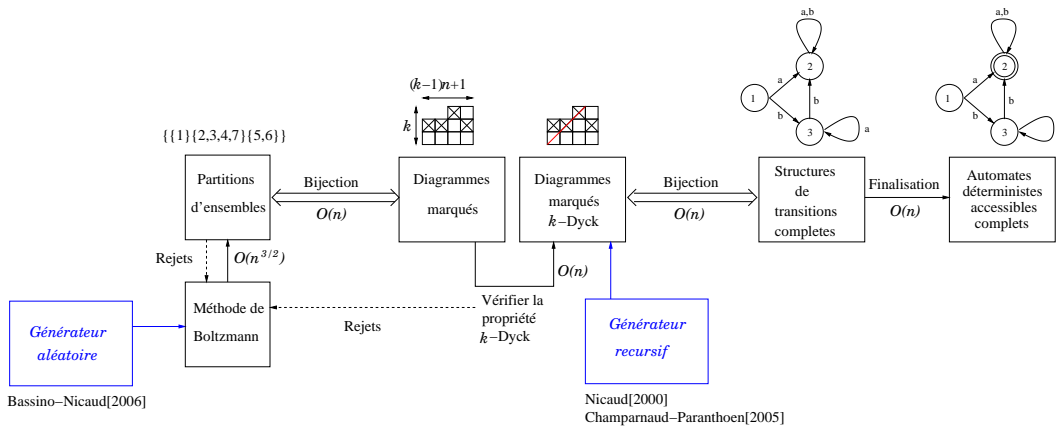 a,b
a,b
2
2
1
a
b
b
3
a
1
a
b
b
3
(k−1)n+1
k
{{1}{2,3,4,7}{5,6}}
Partitions
d'ensembles
Bijection
O(n)
Diagrammes
marqués
Diagrammes
marqués
k−Dyck
Bijection
O(n)
Structures
de
transitions
completes
Finalisation
O(n)
Automates
déterministes
accessibles
complets
Rejets
O(n^{3/2})
O(n)
Méthode de
Boltzmann
Rejets
Vérifier la
propriété
k−Dyck
Générateur
aléatoire
Générateur
recursif
Bassino−Nicaud[2006]
Nicaud[2000]
Champarnaud−Paranthoen[2005]